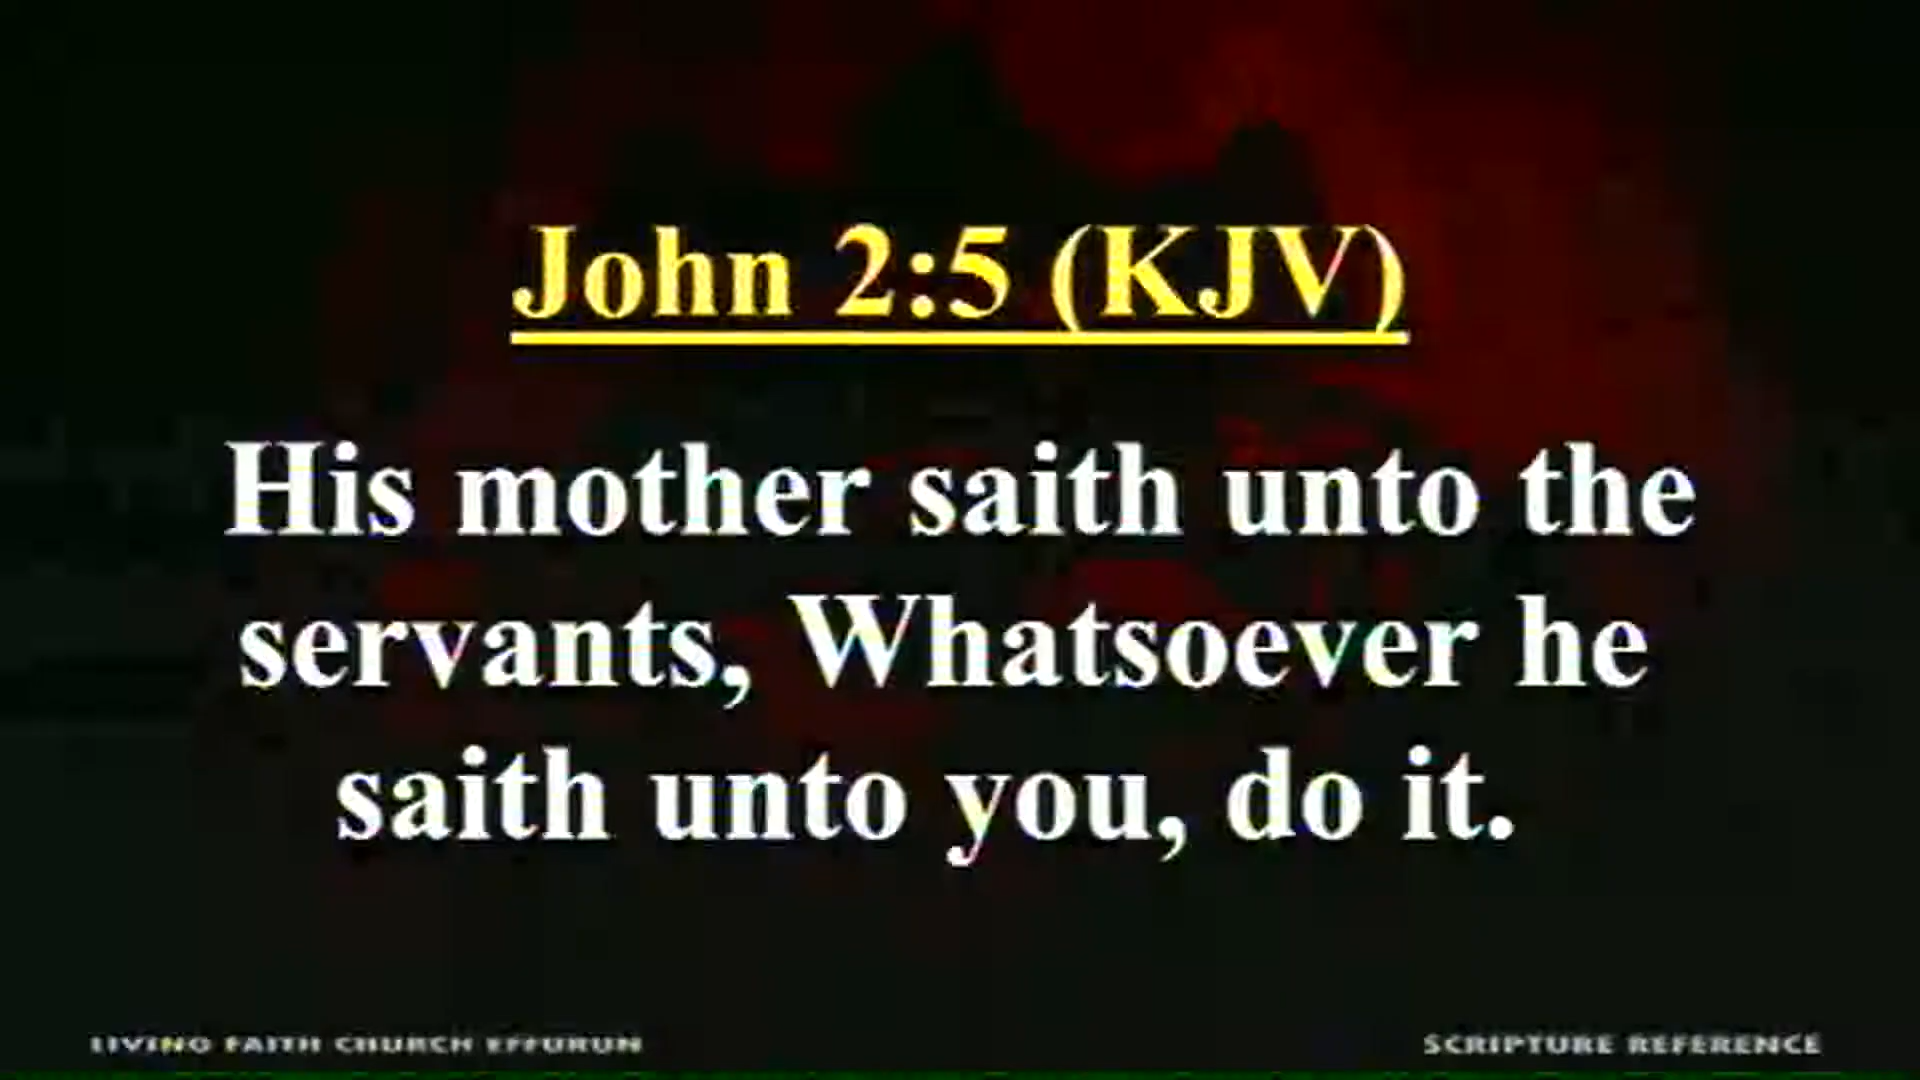 John 2:5 (KJV)
His mother saith unto the
servants, Whatsoever he
saith unto you, do it.
LIVING FAITH CHURCH EFFURUN
SCRIPTURE REFERENCE